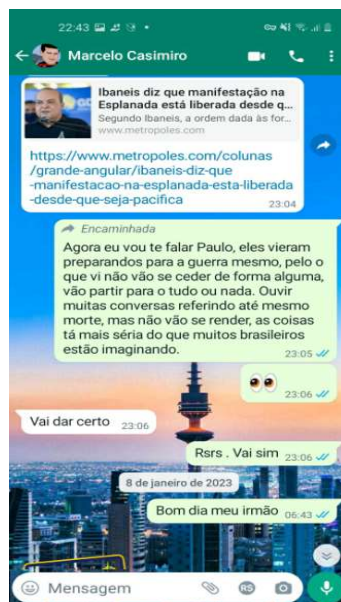 22:43
Marcelo Casimiro
Ibaneis diz que manifestação na
Esplanada está liberada desde q...
Segundo Ibaneis, a ordem dada às for...
www.metropoles.com
https://www.metropoles.com/colunas
/grande-angular/ibaneis-diz-que
-manifestacao-na-esplanada-esta-liberada
-desde-que-seja-pacifica
23:04
Encaminhada
Agora eu vou te falar Paulo, eles vieram
preparandos para a guerra mesmo, pelo o
que vi não vão se ceder de forma alguma,
vão partir para o tudo ou nada. Ouvir
muitas conversas referindo até mesmo
morte, mas não vão se render, as coisas
tá mais séria do que muitos brasileiros
estão imaginando.
23:05
23:06
Vai dar certo 23:06
Rsrs . Vai sim 23:06
8 de janeiro de 2023
Bom dia meu irmão 06:43
Mensagem